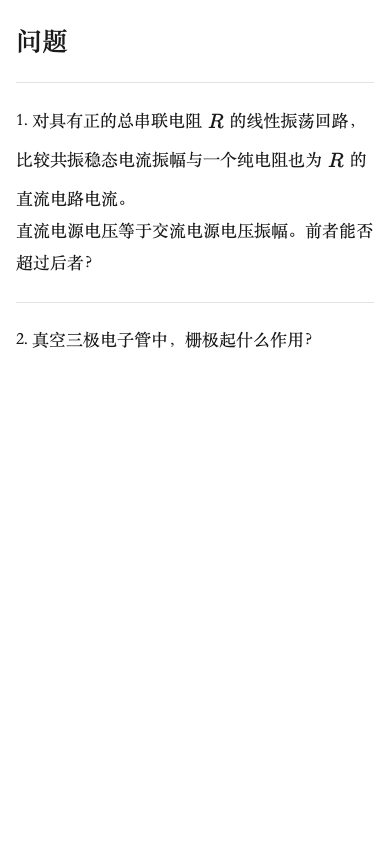 问题
1. 对具有正的总串联电阻 R 的线性振荡回路，
比较共振稳态电流振幅与一个纯电阻也为 R 的
直流电路电流。
直流电源电压等于交流电源电压振幅。前者能否
超过后者？
2. 真空三极电子管中，栅极起什么作用？